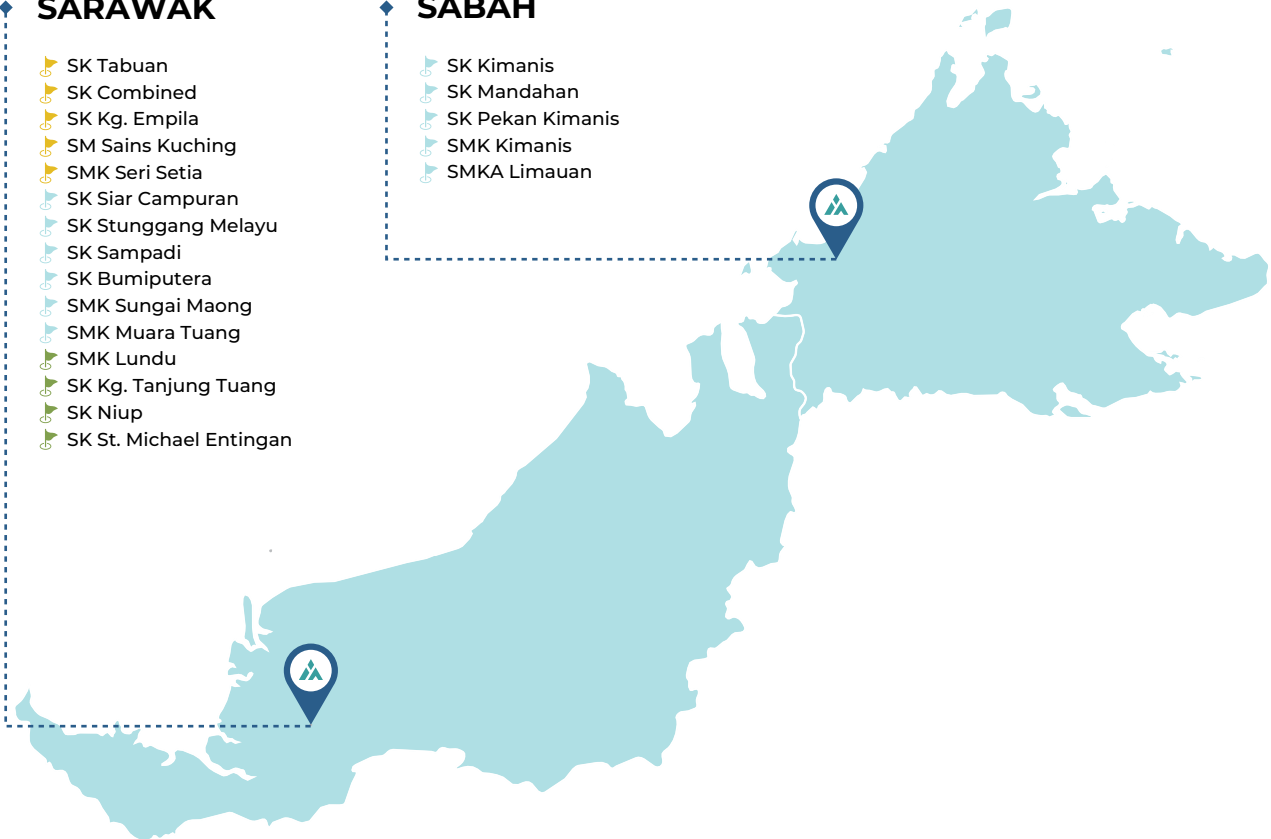 SARAWAK
SK Tabuan
SK Combined
SK Kg. Empila
SM Sains Kuching
SMK Seri Setia
SK Siar Campuran
SK Stunggang Melayu
SK Sampadi
SK Bumiputera
SMK Sungai Maong
SMK Muara Tuang
SMK Lundu
SK Kg. Tanjung Tuang
SK Niup
SK St. Michael Entingan
SABAH
SK Kimanis
SK Mandahan
SK Pekan Kimanis
SMK Kimanis
SMKA Limauan